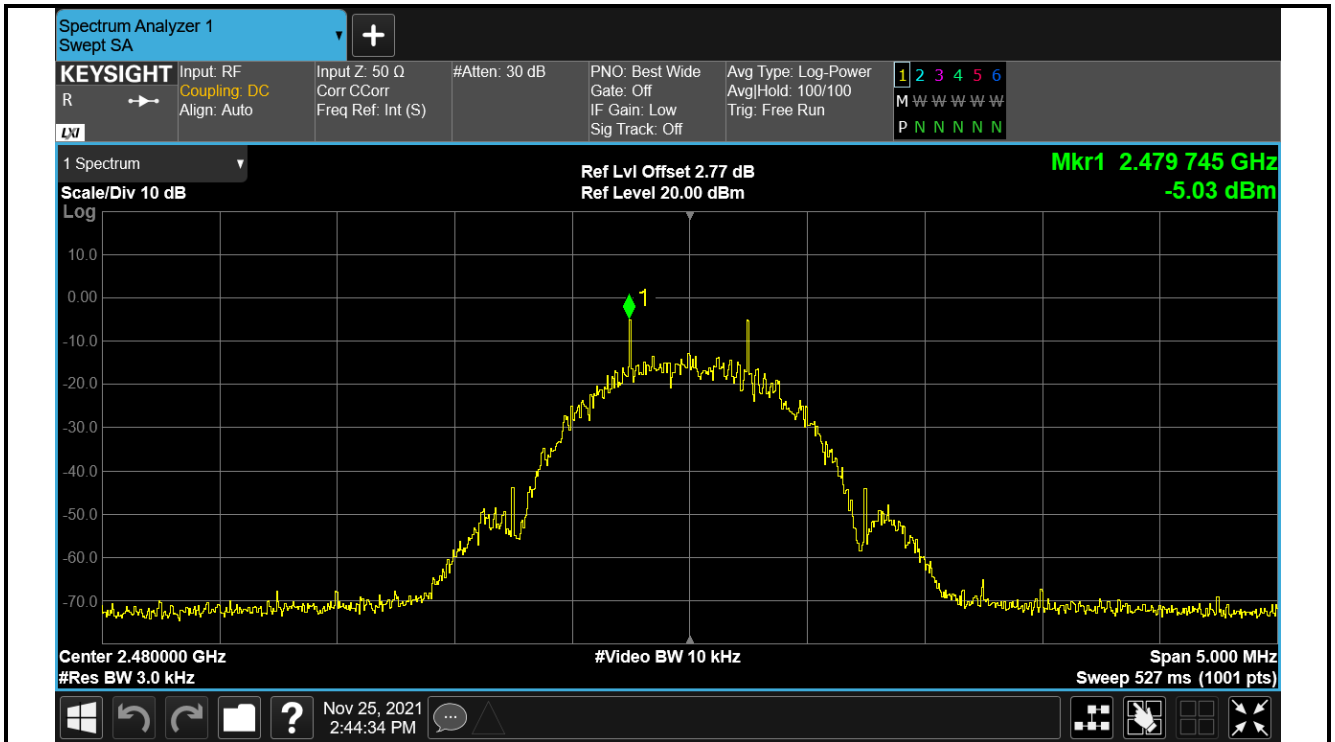 Spectrum Analyzer 1
Swept SA
+
KEYSIGHT
R
LXI
Input: RF
Coupling: DC
Align: Auto
Input Z: 50 Ω
Corr CCorr
Freq Ref: Int (S)
#Atten: 30 dB
PNO: Best Wide
Gate: Off
IF Gain: Low
Sig Track: Off
Avg Type: Log-Power
Avg|Hold: 100/100
Trig: Free Run
1 2 3 4 5 6
M W W W W W
P N N N N N
1 Spectrum
Scale/Div 10 dB
Log
Ref Lvl Offset 2.77 dB
Ref Level 20.00 dBm
Mkr1 2.479 745 GHz
-5.03 dBm
10.0
0.00
-10.0
-20.0
-30.0
-40.0
-50.0
-60.0
-70.0
1
Center 2.480000 GHz
#Res BW 3.0 kHz
#Video BW 10 kHz
Span 5.000 MHz
Sweep 527 ms (1001 pts)
?
Nov 25, 2021
2:44:34 PM